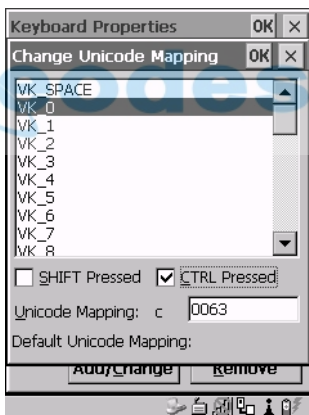 Keyboard Properties OK ×
Change Unicode Mapping OK ×
VK_SPACE
VK_0
VK_1
VK_2
VK_3
VK_4
VK_5
VK_6
VK_7
VK_8
SHIFT Pressed CTRL Pressed
Unicode Mapping: c 0063
Default Unicode Mapping:
Add/Change Remove